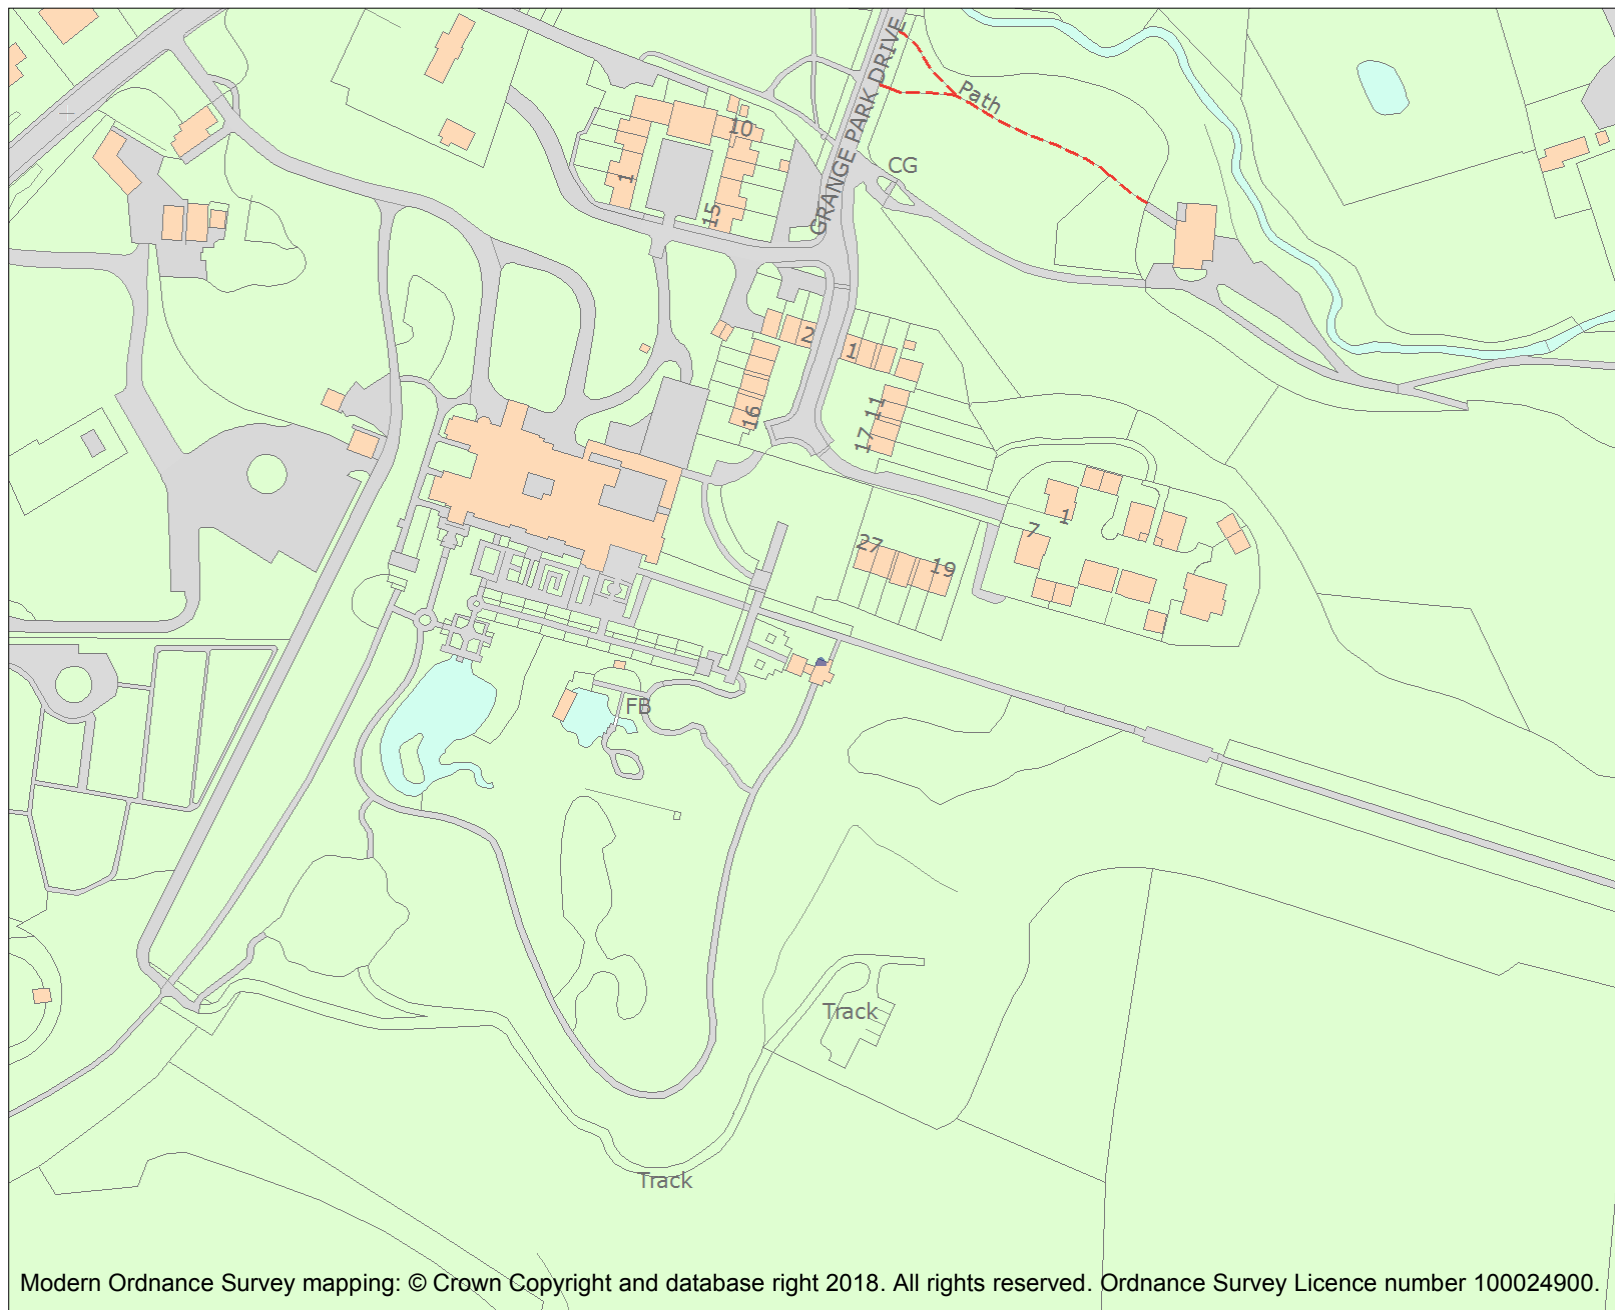 GRANGE PARK DRIVE
Path
10
1
CG
15
2
1
16
11
17
1
7
27
19
FB
Track
Track
Modern Ordnance Survey mapping: © Crown Copyright and database right 2018. All rights reserved. Ordnance Survey Licence number 100024900.